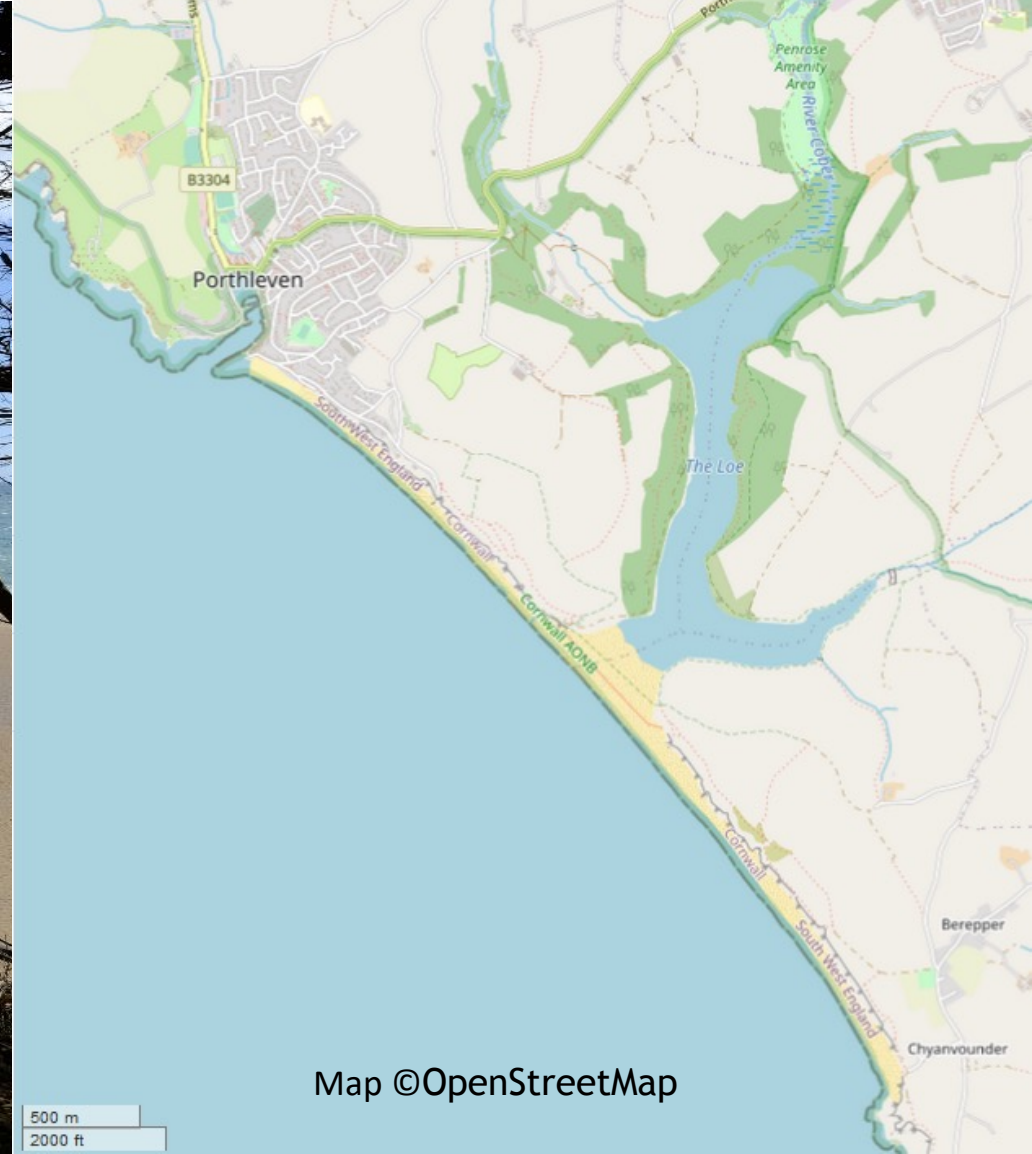 Porth
Penrose
Amenity
Area
River Cober
B3304
Porthleven
South West England
The Loe
Cornwall
Cornwall AONB
Cornwall
Berepper
South West England
Chyanvounder
Map ©OpenStreetMap
500 m
2000 ft